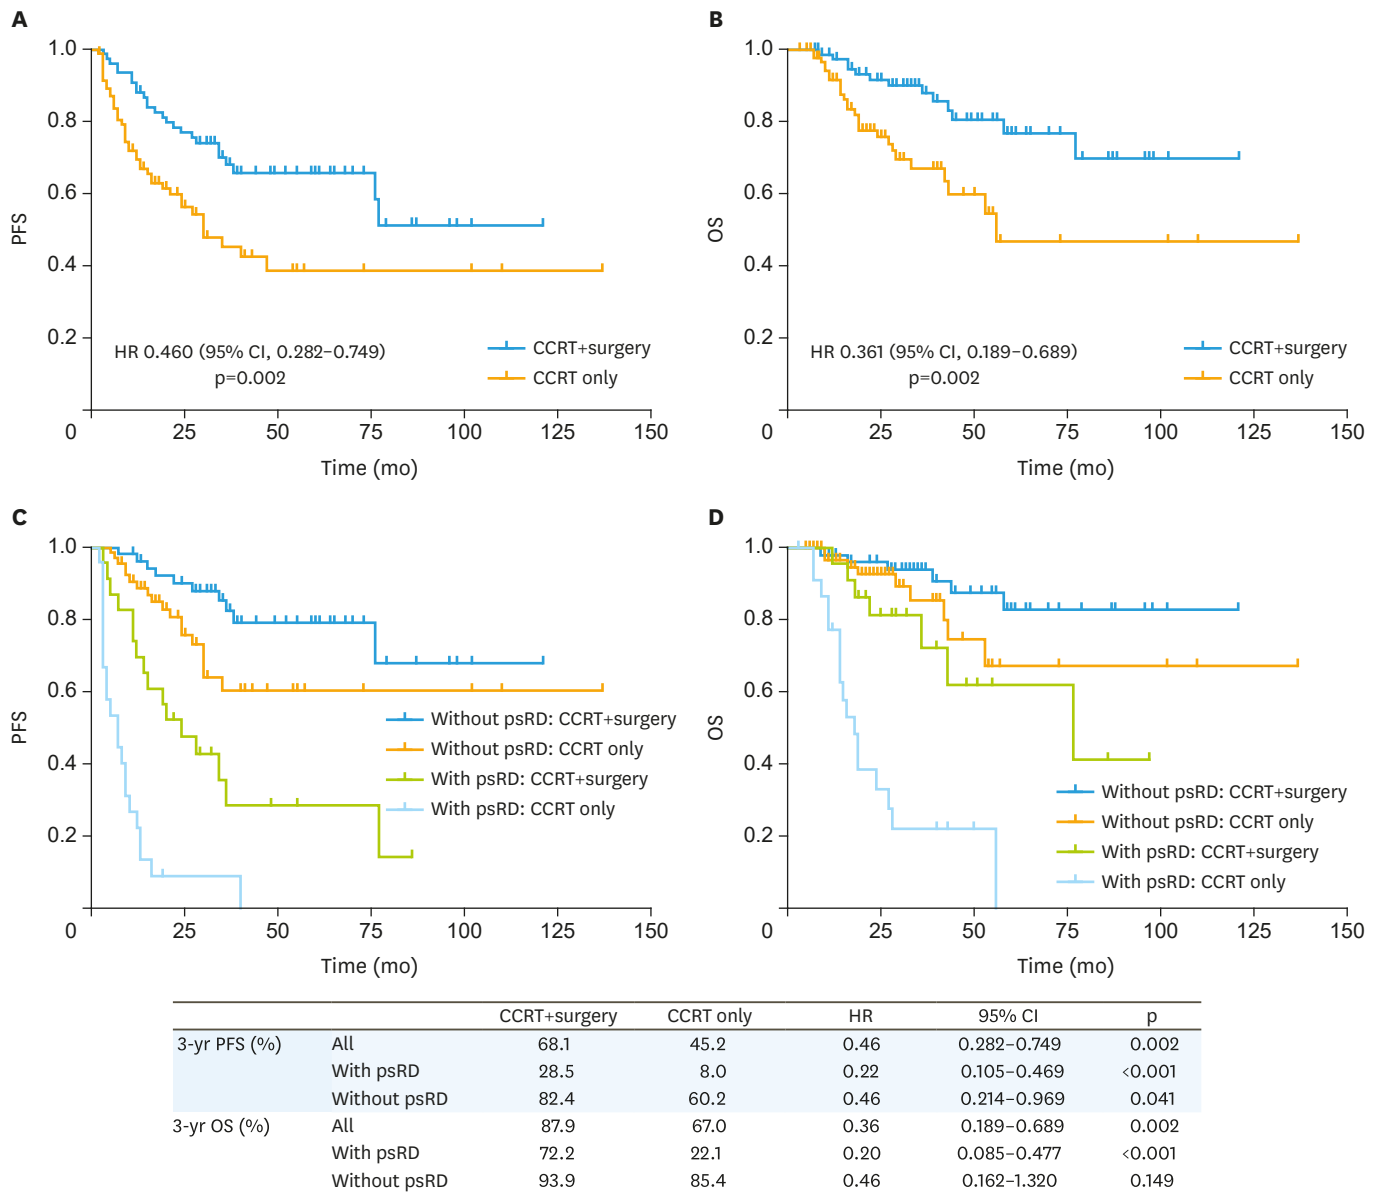 A
1.0
0.8
0.6
0.4
0.2
0
25
50
75
100
125
150
PFS
Time (mo)
HR 0.460 (95% CI, 0.282–0.749)
p=0.002
CCRT+surgery
CCRT only
B
1.0
0.8
0.6
0.4
0.2
0
25
50
75
100
125
150
OS
Time (mo)
HR 0.361 (95% CI, 0.189–0.689)
p=0.002
CCRT+surgery
CCRT only
C
1.0
0.8
0.6
0.4
0.2
0
25
50
75
100
125
150
PFS
Time (mo)
Without psRD: CCRT+surgery
Without psRD: CCRT only
With psRD: CCRT+surgery
With psRD: CCRT only
D
1.0
0.8
0.6
0.4
0.2
0
25
50
75
100
125
150
OS
Time (mo)
Without psRD: CCRT+surgery
Without psRD: CCRT only
With psRD: CCRT+surgery
With psRD: CCRT only
CCRT+surgery CCRT only HR 95% CI p
3-yr PFS (%) All 68.1 45.2 0.46 0.282–0.749 0.002
With psRD 28.5 8.0 0.22 0.105–0.469 <0.001
Without psRD 82.4 60.2 0.46 0.214–0.969 0.041
3-yr OS (%) All 87.9 67.0 0.36 0.189–0.689 0.002
With psRD 72.2 22.1 0.20 0.085–0.477 <0.001
Without psRD 93.9 85.4 0.46 0.162–1.320 0.149